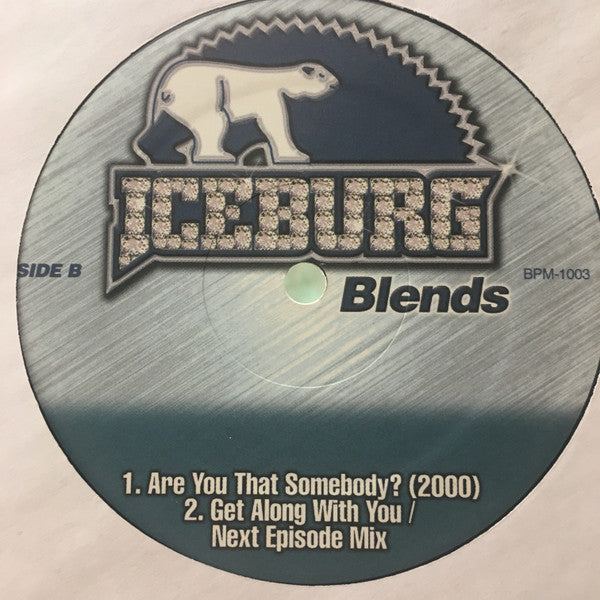 ICEBURG
SIDE B
Blends
BPM-1003
1. Are You That Somebody? (2000)
2. Get Along With You /
Next Episode Mix